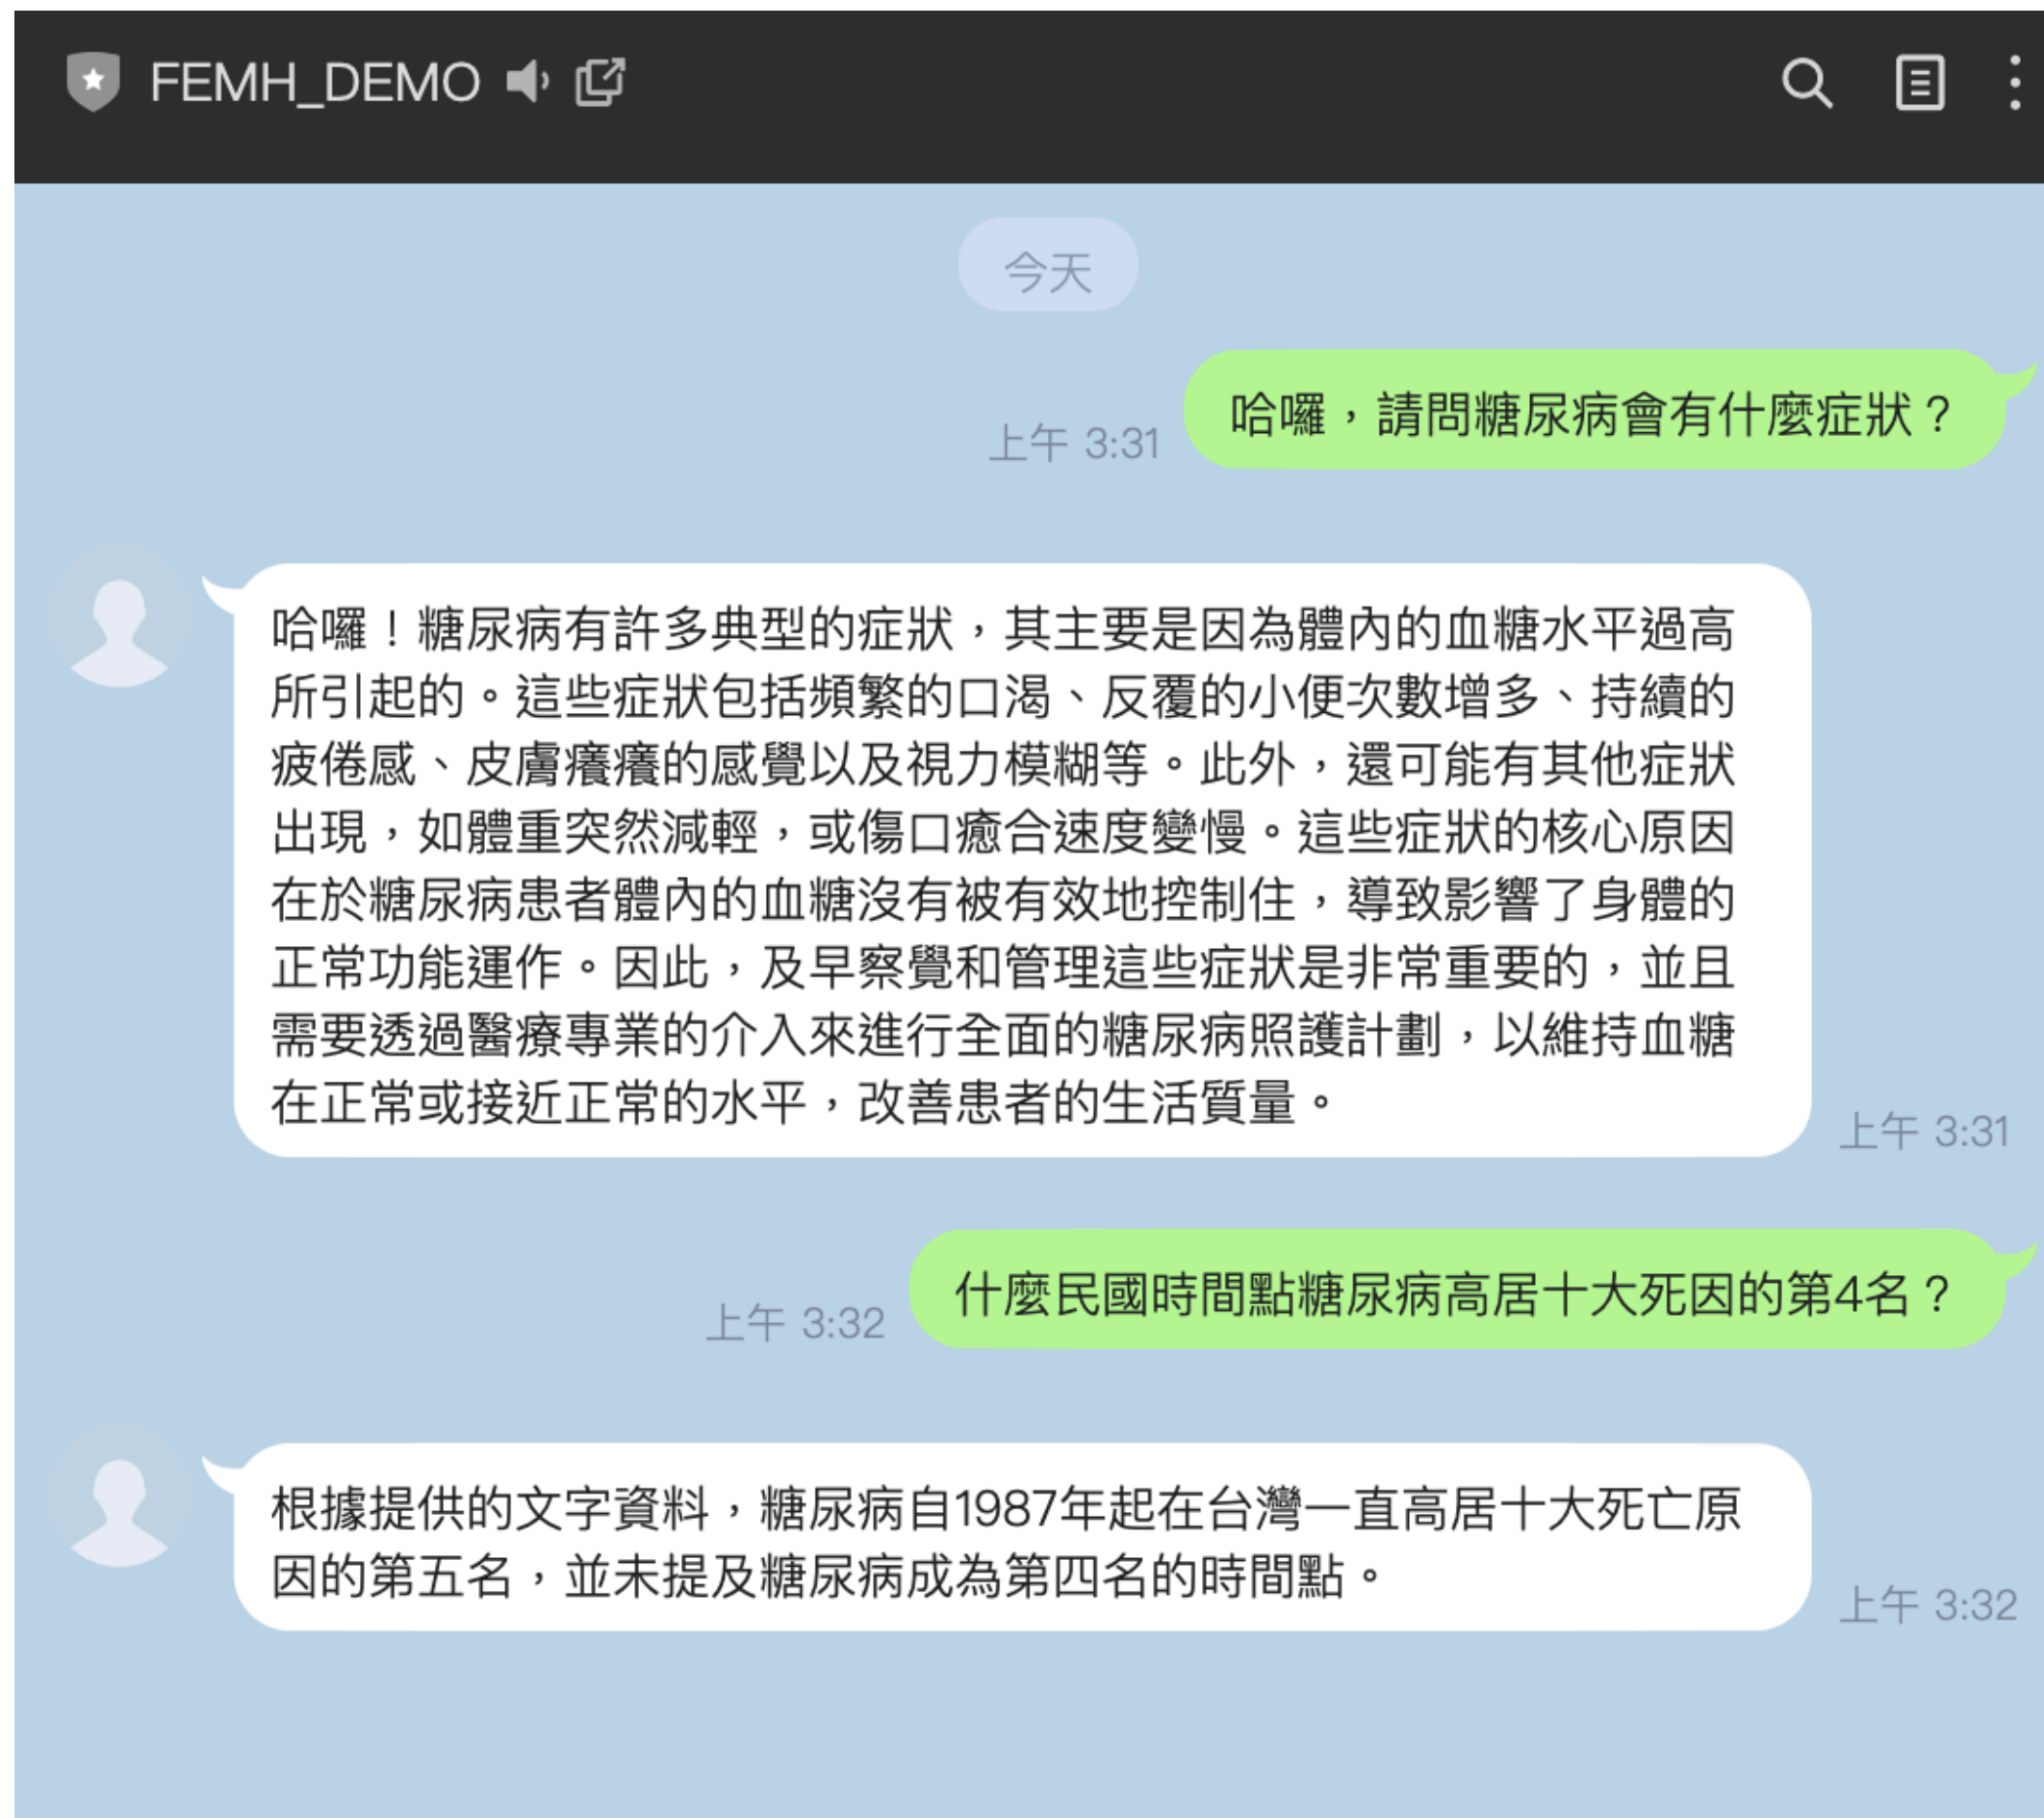 FEMH_DEMO
今天
哈囉，請問糖尿病會有什麼症狀？
上午 3:31
哈囉！糖尿病有許多典型的症狀，其主要是因為體內的血糖水平過高
所引起的。這些症狀包括頻繁的口渴、反覆的小便次數增多、持續的
疲倦感、皮膚癢癢的感覺以及視力模糊等。此外，還可能有其他症狀
出現，如體重突然減輕，或傷口癒合速度變慢。這些症狀的核心原因
在於糖尿病患者體內的血糖沒有被有效地控制住，導致影響了身體的
正常功能運作。因此，及早察覺和管理這些症狀是非常重要的，並且
需要透過醫療專業的介入來進行全面的糖尿病照護計劃，以維持血糖
在正常或接近正常的水平，改善患者的生活質量。
上午 3:31
什麼民國時間點糖尿病高居十大死因的第4名？
上午 3:32
根據提供的文字資料，糖尿病自1987年起在台灣一直高居十大死亡原
因的第五名，並未提及糖尿病成為第四名的時間點。
上午 3:32